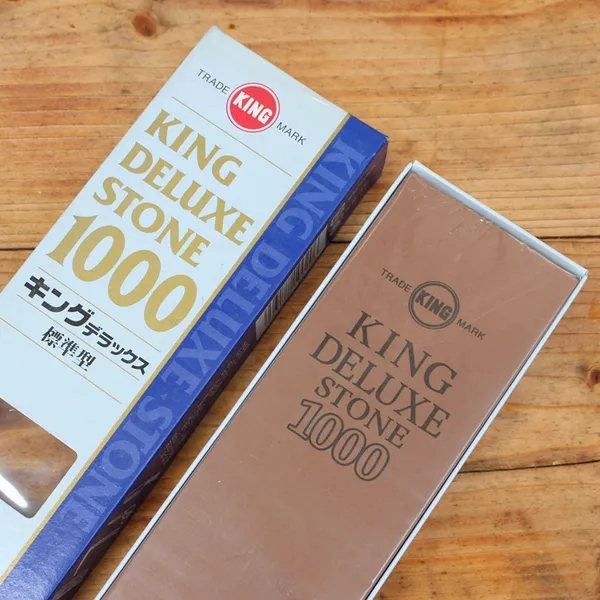 TRADE KING MARK
KING
DELUXE
STONE
1000
キングデラックス
標準型
KING DELUXE STONE
TRADE KING MARK
KING
DELUXE
STONE
1000